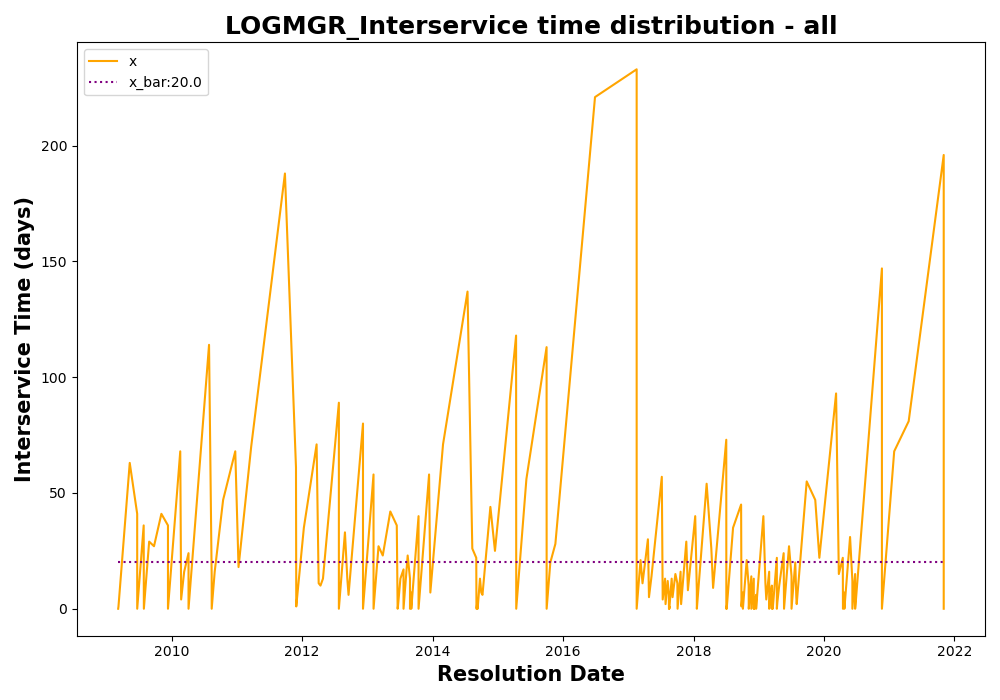 LOGMGR_Interservice time distribution - all
x
x_bar:20.0
Interservice Time (days)
200
150
100
50
0
2010 2012 2014 2016 2018 2020 2022
Resolution Date